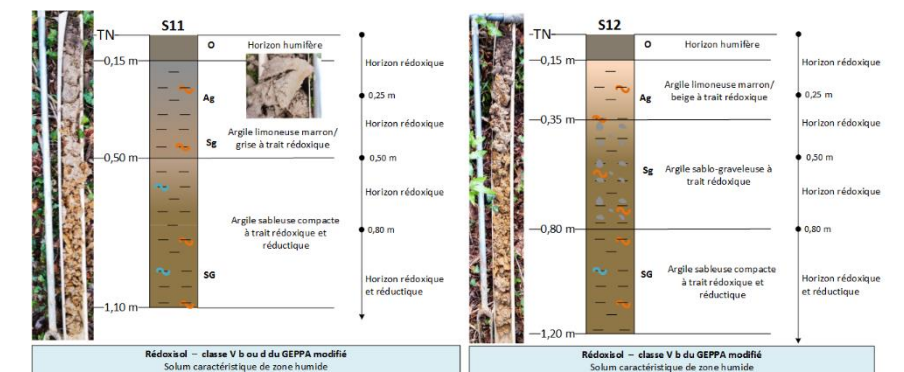 S11
TN
O
Horizon humifère
0,15 m
Ag
Sg
Argile limoneuse marron/
grise à trait rédoxique
0,50 m
Argile sableuse compacte
à trait rédoxique et
réductique
SG
1,10 m
Horizon rédoxique
0,25 m
Horizon rédoxique
0,50 m
Horizon rédoxique
0,80 m
Horizon rédoxique
et réductique
Rédoxisol – classe V b ou d du GEPPA modifié
Solum caractéristique de zone humide
S12
TN
O
Horizon humifère
0,15 m
Ag
Argile limoneuse marron/
beige à trait rédoxique
0,35 m
Sg
Argile sablo-graveleuse à
trait rédoxique
0,80 m
SG
Argile sableuse compacte
à trait rédoxique et
réductique
1,20 m
Horizon rédoxique
0,25 m
Horizon rédoxique
0,50 m
Horizon rédoxique
0,80 m
Horizon rédoxique
et réductique
Rédoxisol – classe V b du GEPPA modifié
Solum caractéristique de zone humide